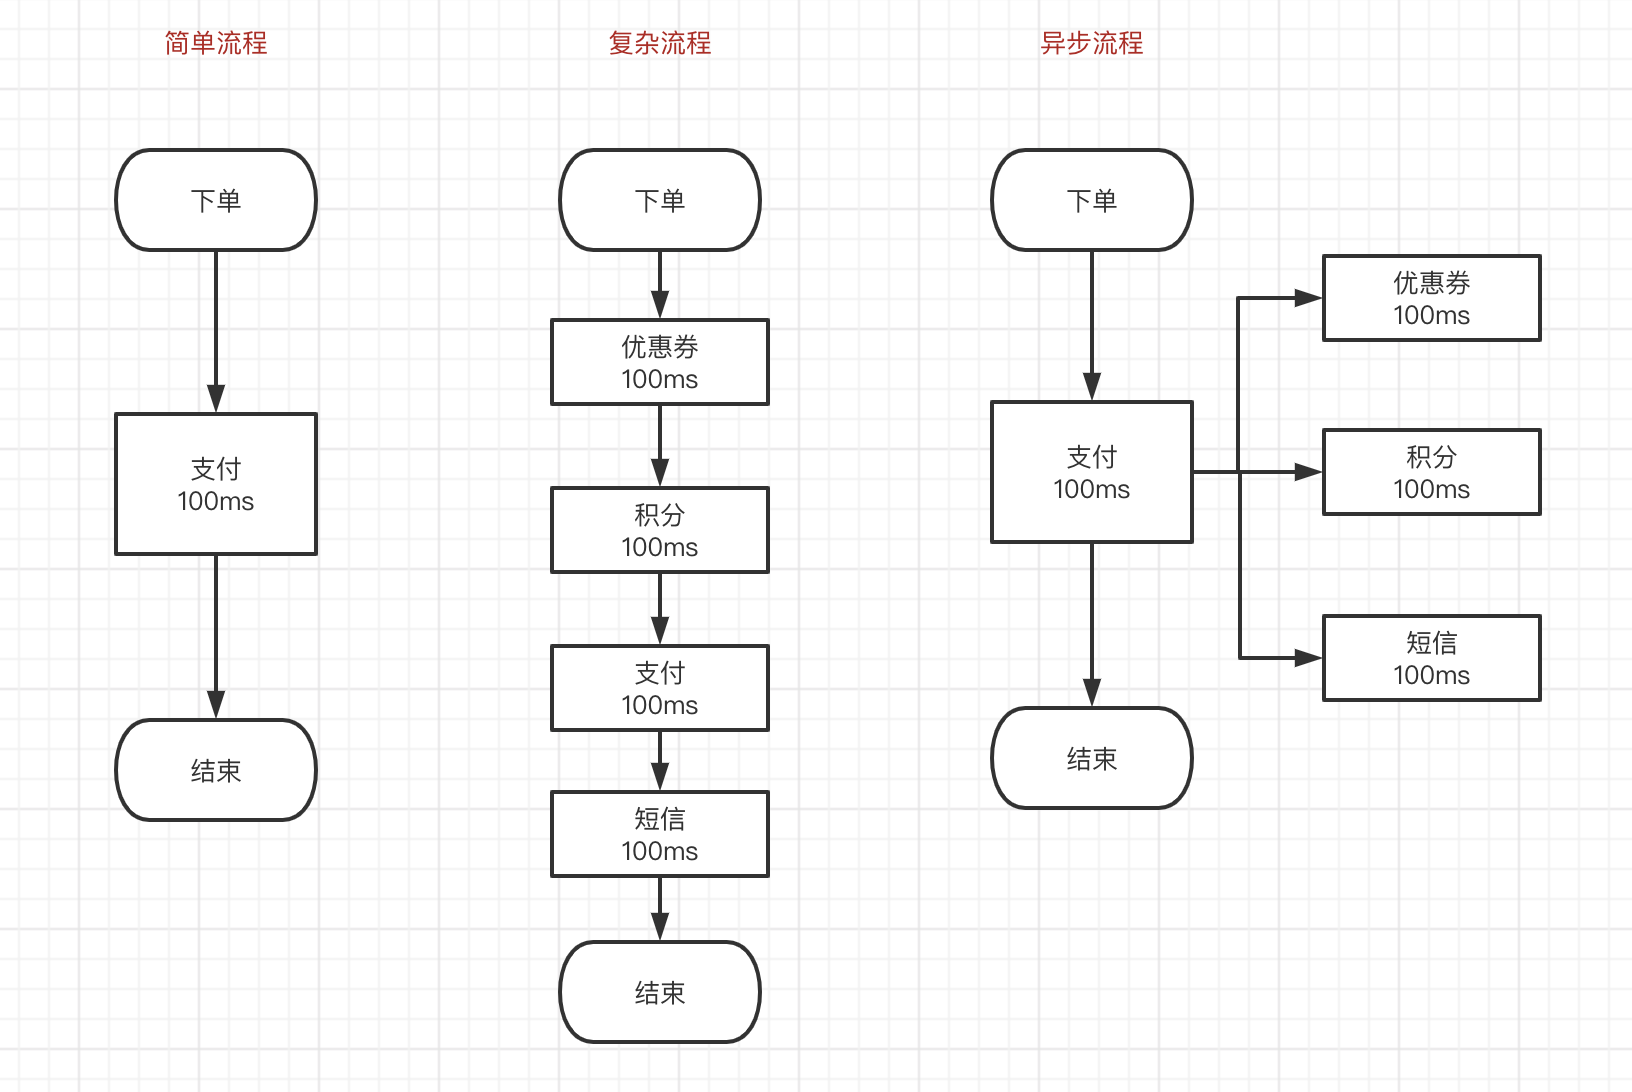 简单流程
下单
支付
100ms
结束
复杂流程
下单
优惠券
100ms
积分
100ms
支付
100ms
短信
100ms
结束
异步流程
下单
支付
100ms
结束
优惠券
100ms
积分
100ms
短信
100ms